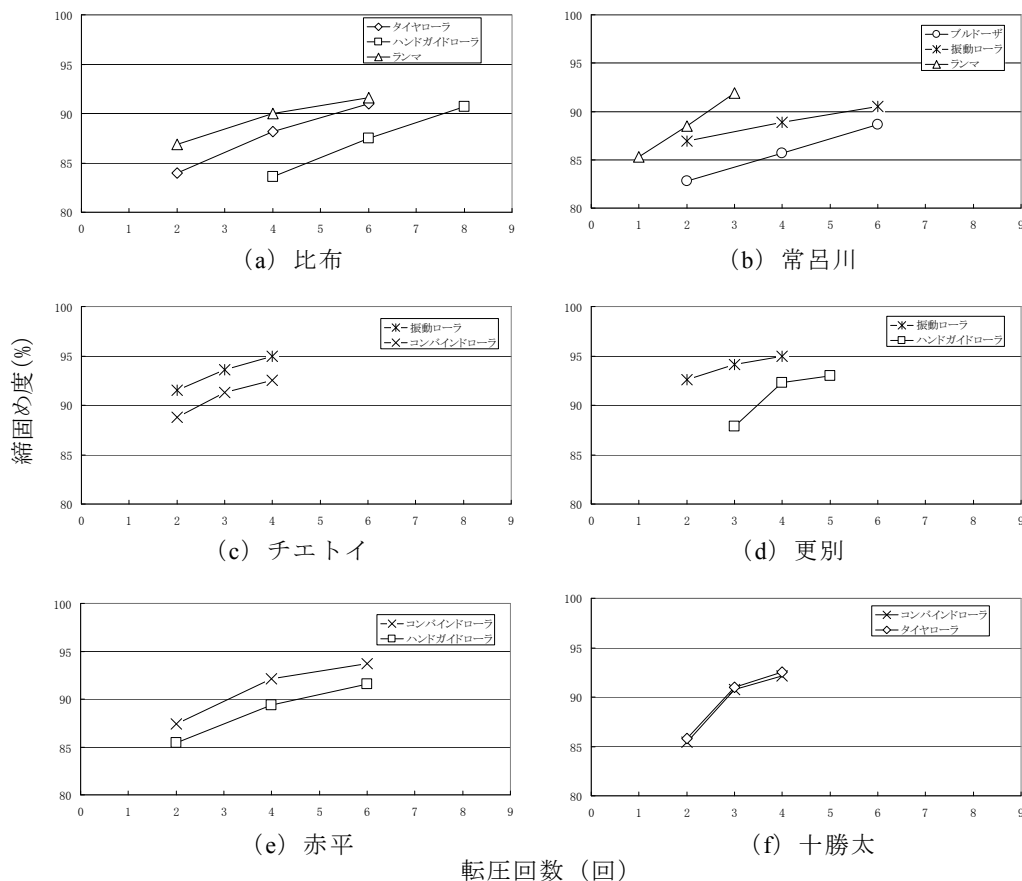 100
95
90
85
80
0 1 2 3 4 5 6 7 8 9
タイヤローラ
ハンドガイドローラ
ランマ
(a) 比布
100
95
90
85
80
0 1 2 3 4 5 6 7 8 9
ブルドーザ
振動ローラ
ランマ
(b) 常呂川
締固め度(%)
100
95
90
85
80
0 1 2 3 4 5 6 7 8 9
振動ローラ
コンバインドローラ
(c) チエトイ
100
95
90
85
80
0 1 2 3 4 5 6 7 8 9
振動ローラ
ハンドガイドローラ
(d) 更別
100
95
90
85
80
0 1 2 3 4 5 6 7 8 9
コンバインドローラ
ハンドガイドローラ
(e) 赤平
100
95
90
85
80
0 1 2 3 4 5 6 7 8 9
コンバインドローラ
タイヤローラ
(f) 十勝太
転圧回数（回）